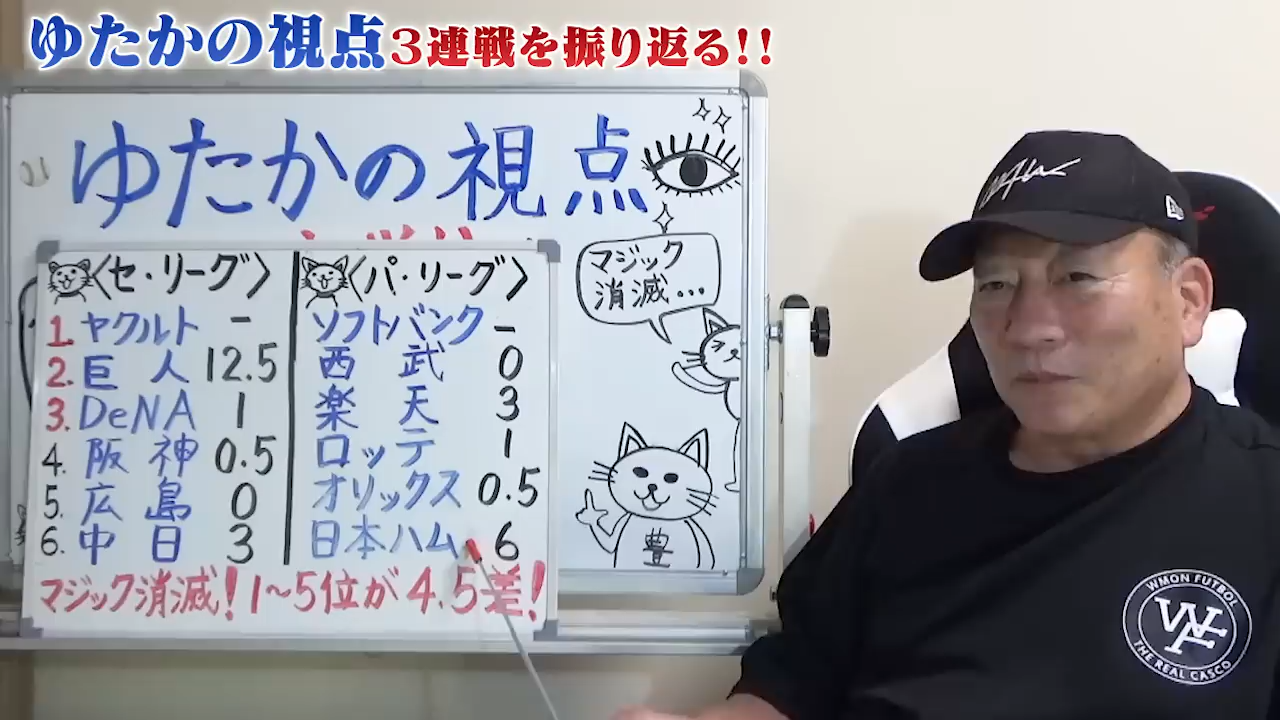 ゆたかの視点3連戦を振り返る!!
ゆたかの視点
マジック
消滅...
〈セ・リーグ〉
1. ヤクルト -
2. 巨人 12.5
3. DeNA 1
4. 阪神 0.5
5. 広島 0
6. 中日 3
〈パ・リーグ〉
ソフトバンク -
西武 0
楽天 3
ロッテ 1
オリックス 0.5
日本ハム 6
マジック消滅! 1~5位が4.5差!
豊
WMON FUTBOL
WF
THE REAL CASCO